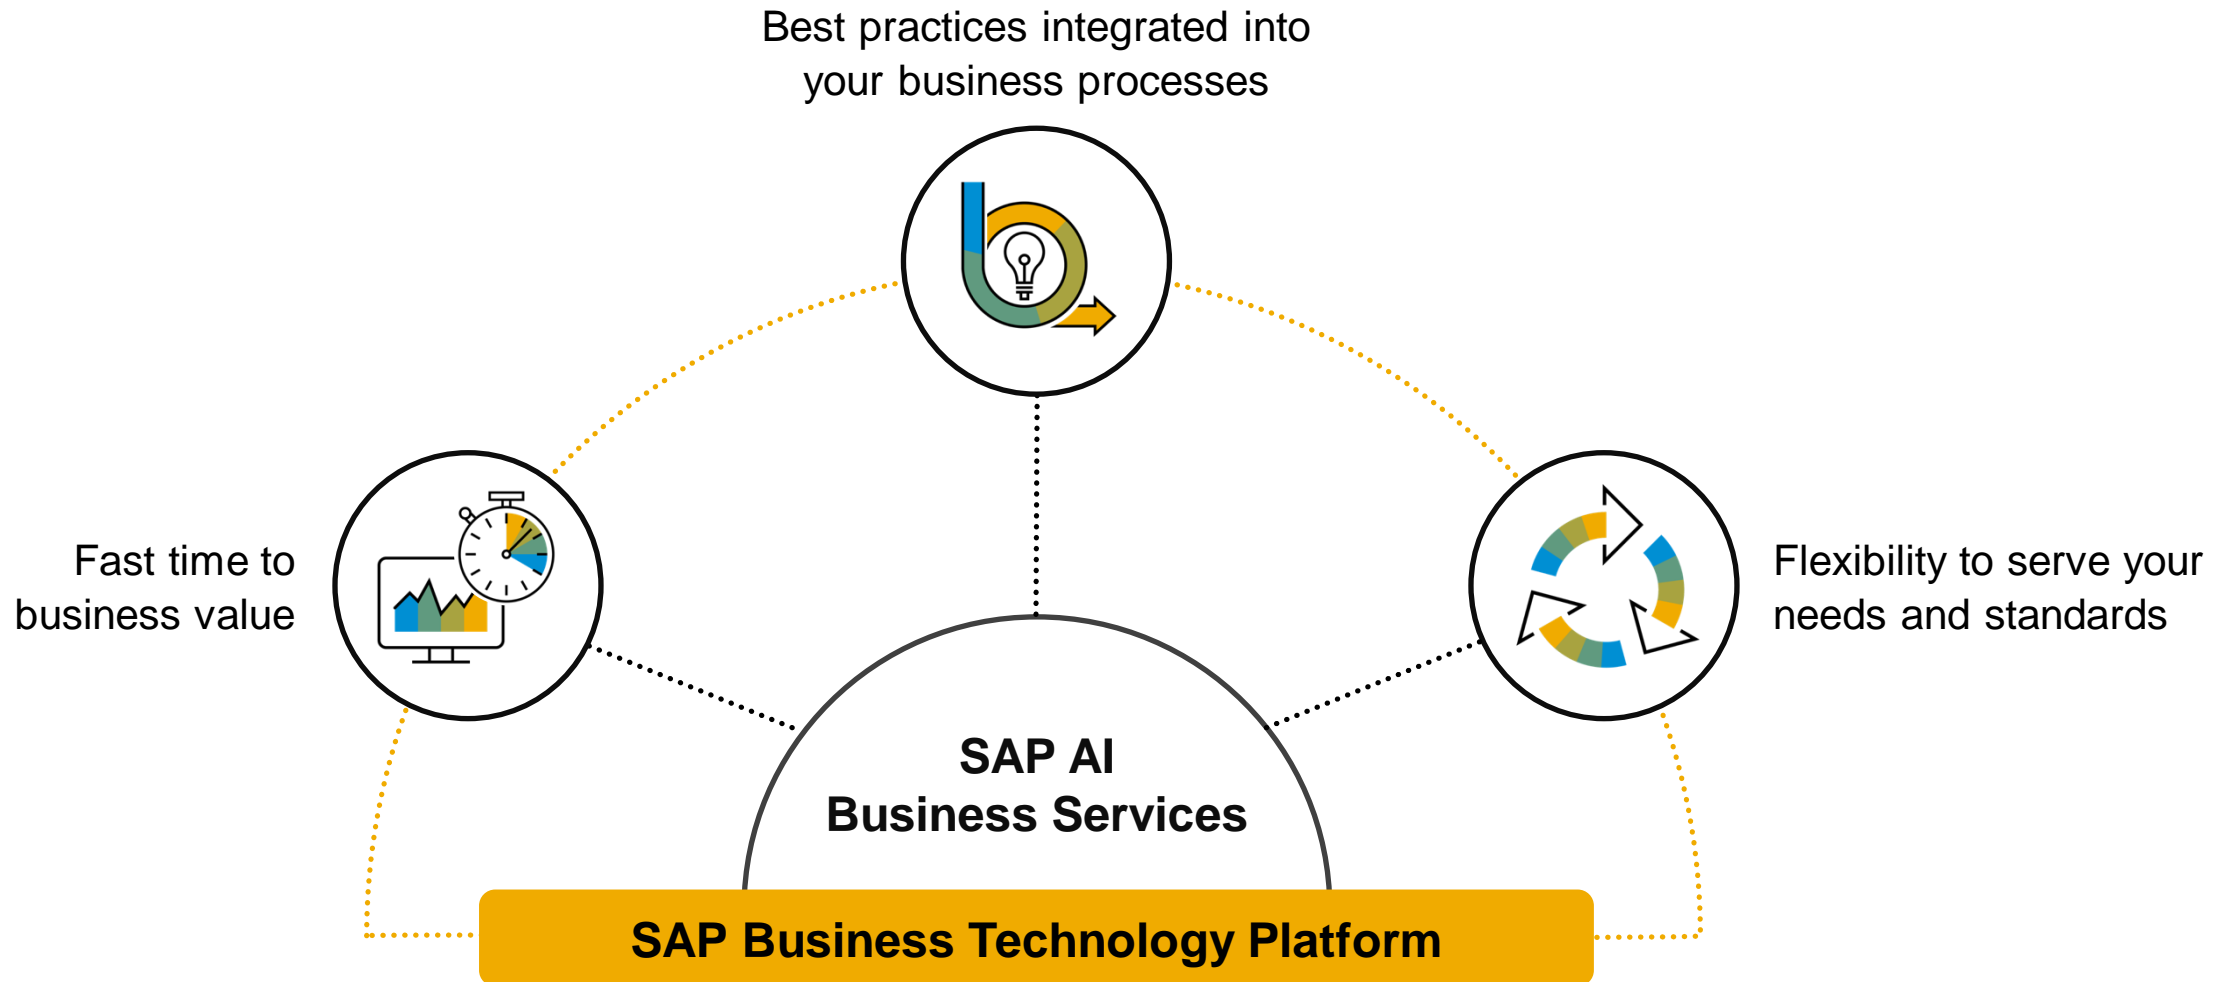 Best practices integrated into
your business processes
Fast time to
business value
Flexibility to serve your
needs and standards
SAP AI
Business Services
SAP Business Technology Platform